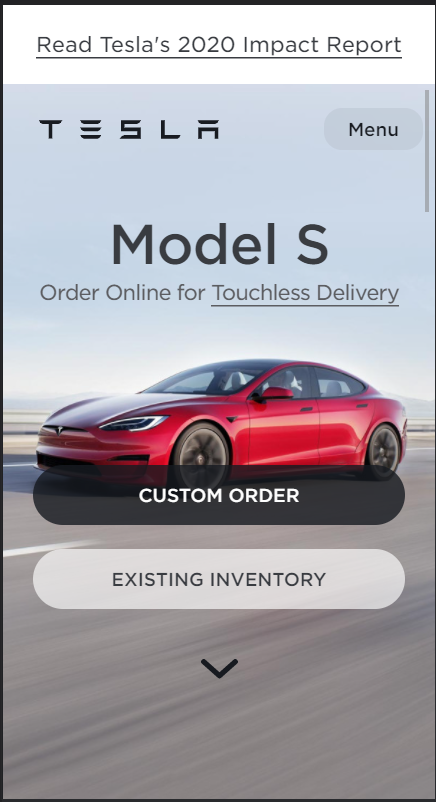 Read Tesla's 2020 Impact Report
TESLA
Menu
Model S
Order Online for Touchless Delivery
CUSTOM ORDER
EXISTING INVENTORY